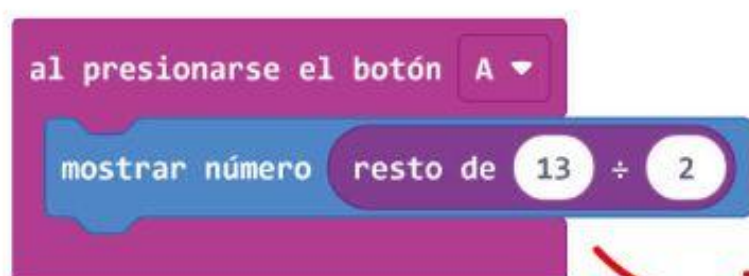 al presionarse el botón A
mostrar número resto de 13 ÷ 2